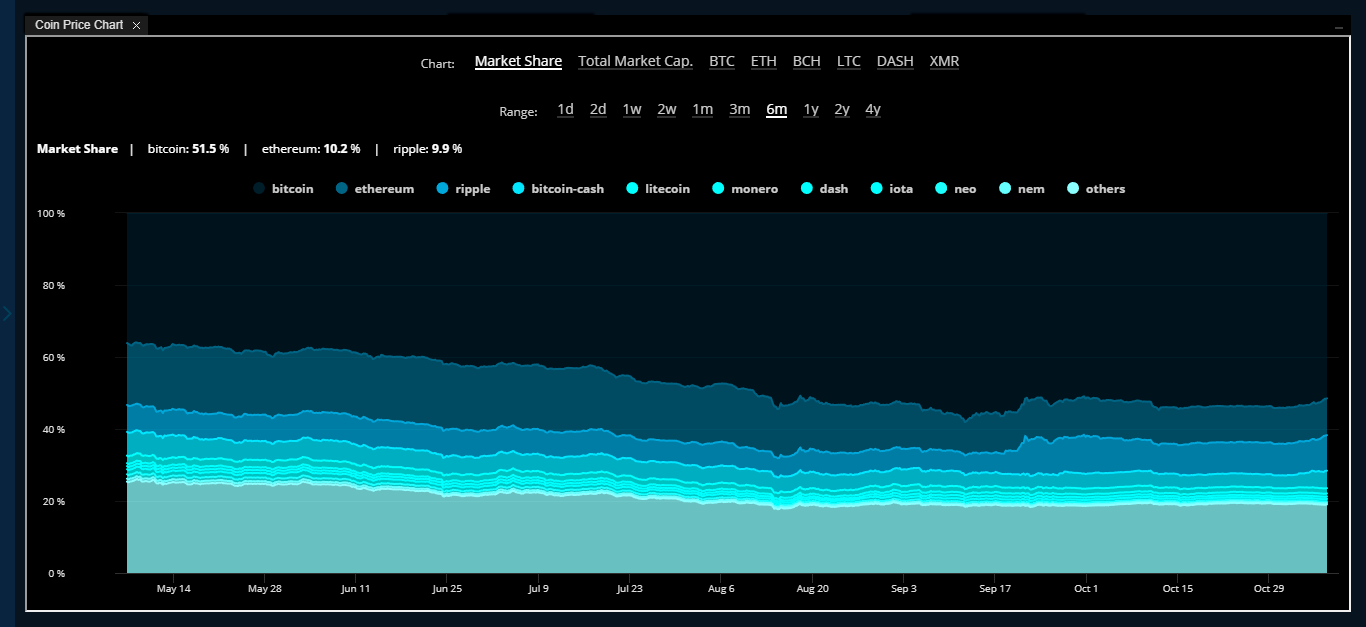 Coin Price Chart
Chart: Market Share Total Market Cap. BTC ETH BCH LTC DASH XMR
Range: 1d 2d 1w 2w 1m 3m 6m 1y 2y 4y
Market Share | bitcoin: 51.5 % | ethereum: 10.2 % | ripple: 9.9 %
bitcoin ethereum ripple bitcoin-cash litecoin monero dash iota neo nem others
100 %
80 %
60 %
40 %
20 %
0 %
May 14 May 28 Jun 11 Jun 25 Jul 9 Jul 23 Aug 6 Aug 20 Sep 3 Sep 17 Oct 1 Oct 15 Oct 29